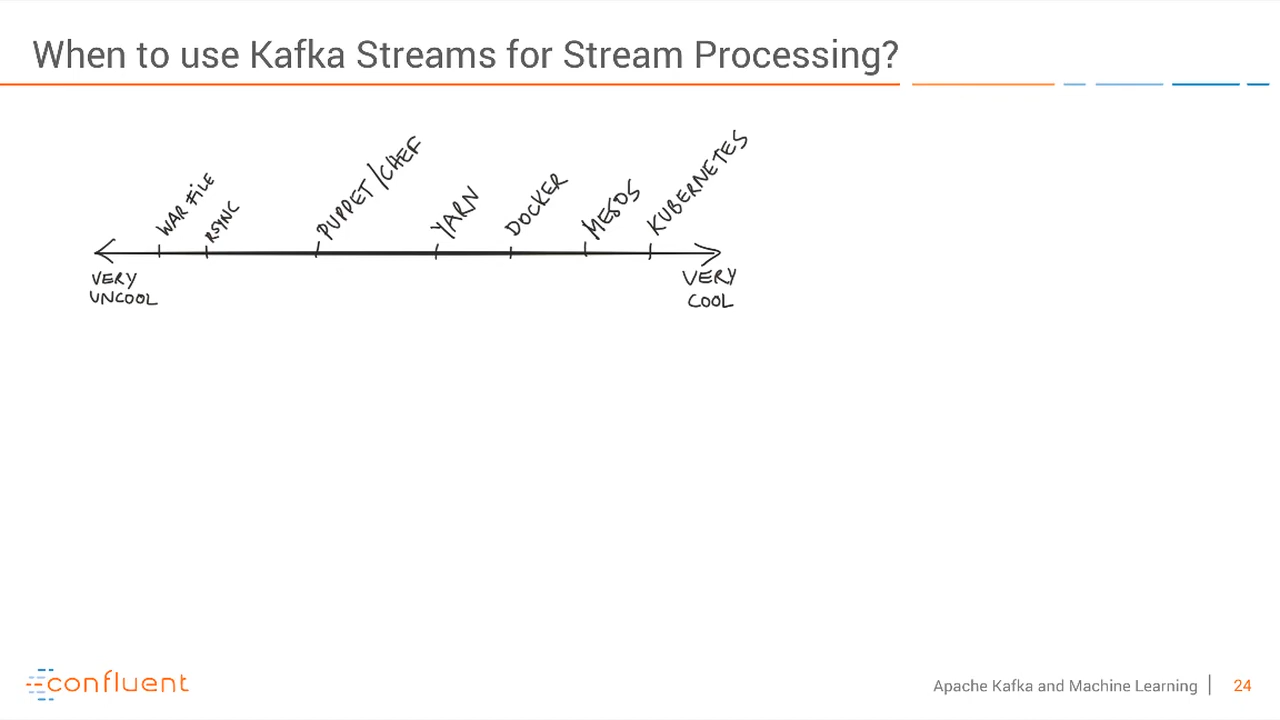 When to use Kafka Streams for Stream Processing?
WAR FILE
RSYNC
PUPPET/CHEF
YARN
DOCKER
MESOS
KUBERNETES
VERY
UNCOOL
VERY
COOL
confluent
Apache Kafka and Machine Learning | 24